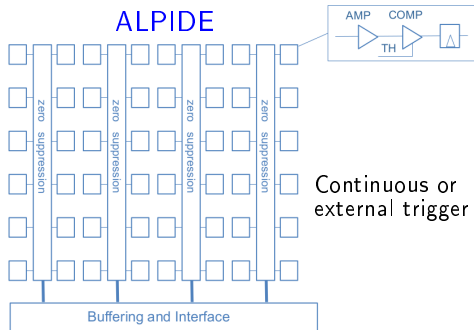 ALPIDE
AMP COMP
TH
zero suppression
zero suppression
zero suppression
zero suppression
Continuous or
external trigger
Buffering and Interface